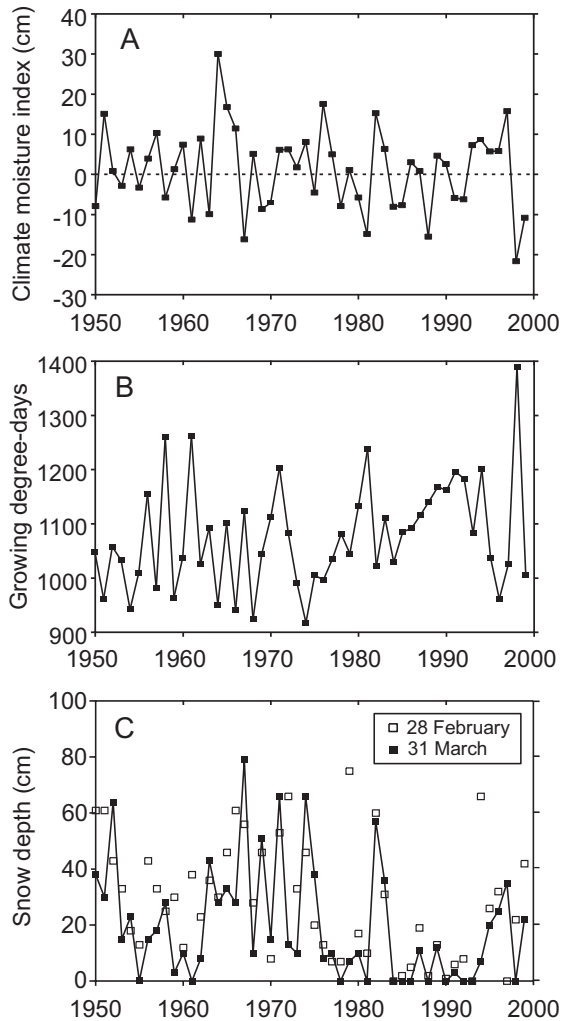 A
Climate moisture index (cm)
40
30
20
10
0
-10
-20
-30
1950 1960 1970 1980 1990 2000
B
Growing degree-days
1400
1300
1200
1100
1000
900
1950 1960 1970 1980 1990 2000
C
Snow depth (cm)
100
80
60
40
20
0
28 February
31 March
1950 1960 1970 1980 1990 2000